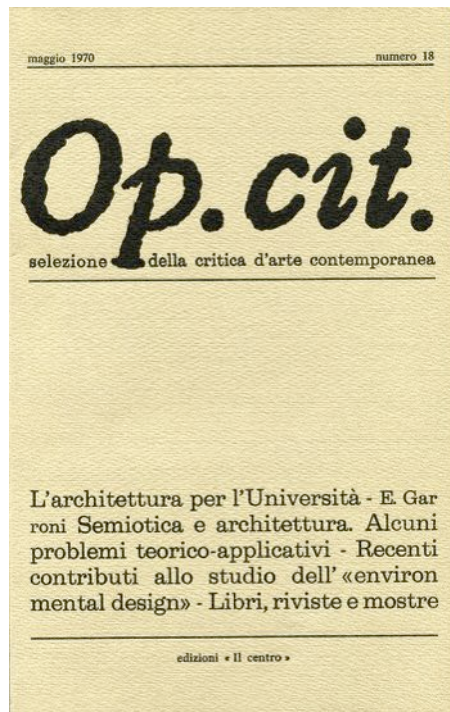 maggio 1970 numero 18
Op. cit.
selezione della critica d'arte contemporanea
L'architettura per l'Università - E. Gar
roni Semiotica e architettura. Alcuni
problemi teorico-applicativi - Recenti
contributi allo studio dell' «environ
mental design» - Libri, riviste e mostre
edizioni « Il centro »